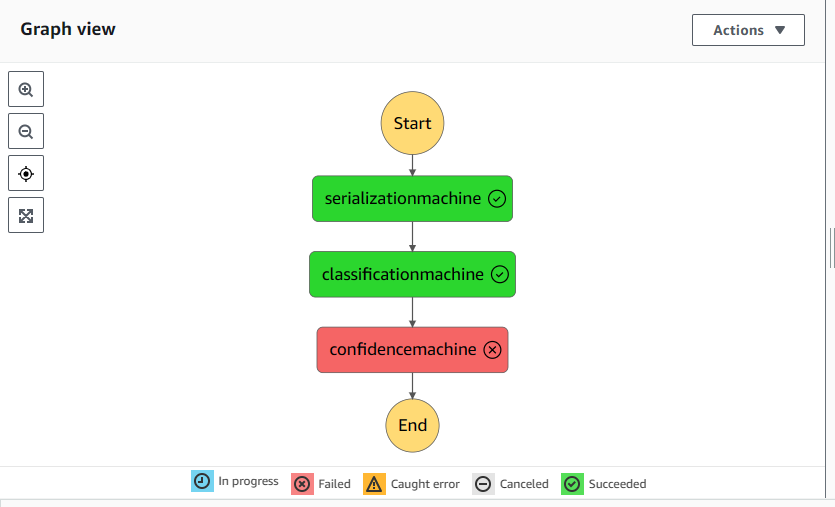 Graph view
Actions
Start
serializationmachine
classificationmachine
confidencemachine
End
In progress
Failed
Caught error
Canceled
Succeeded